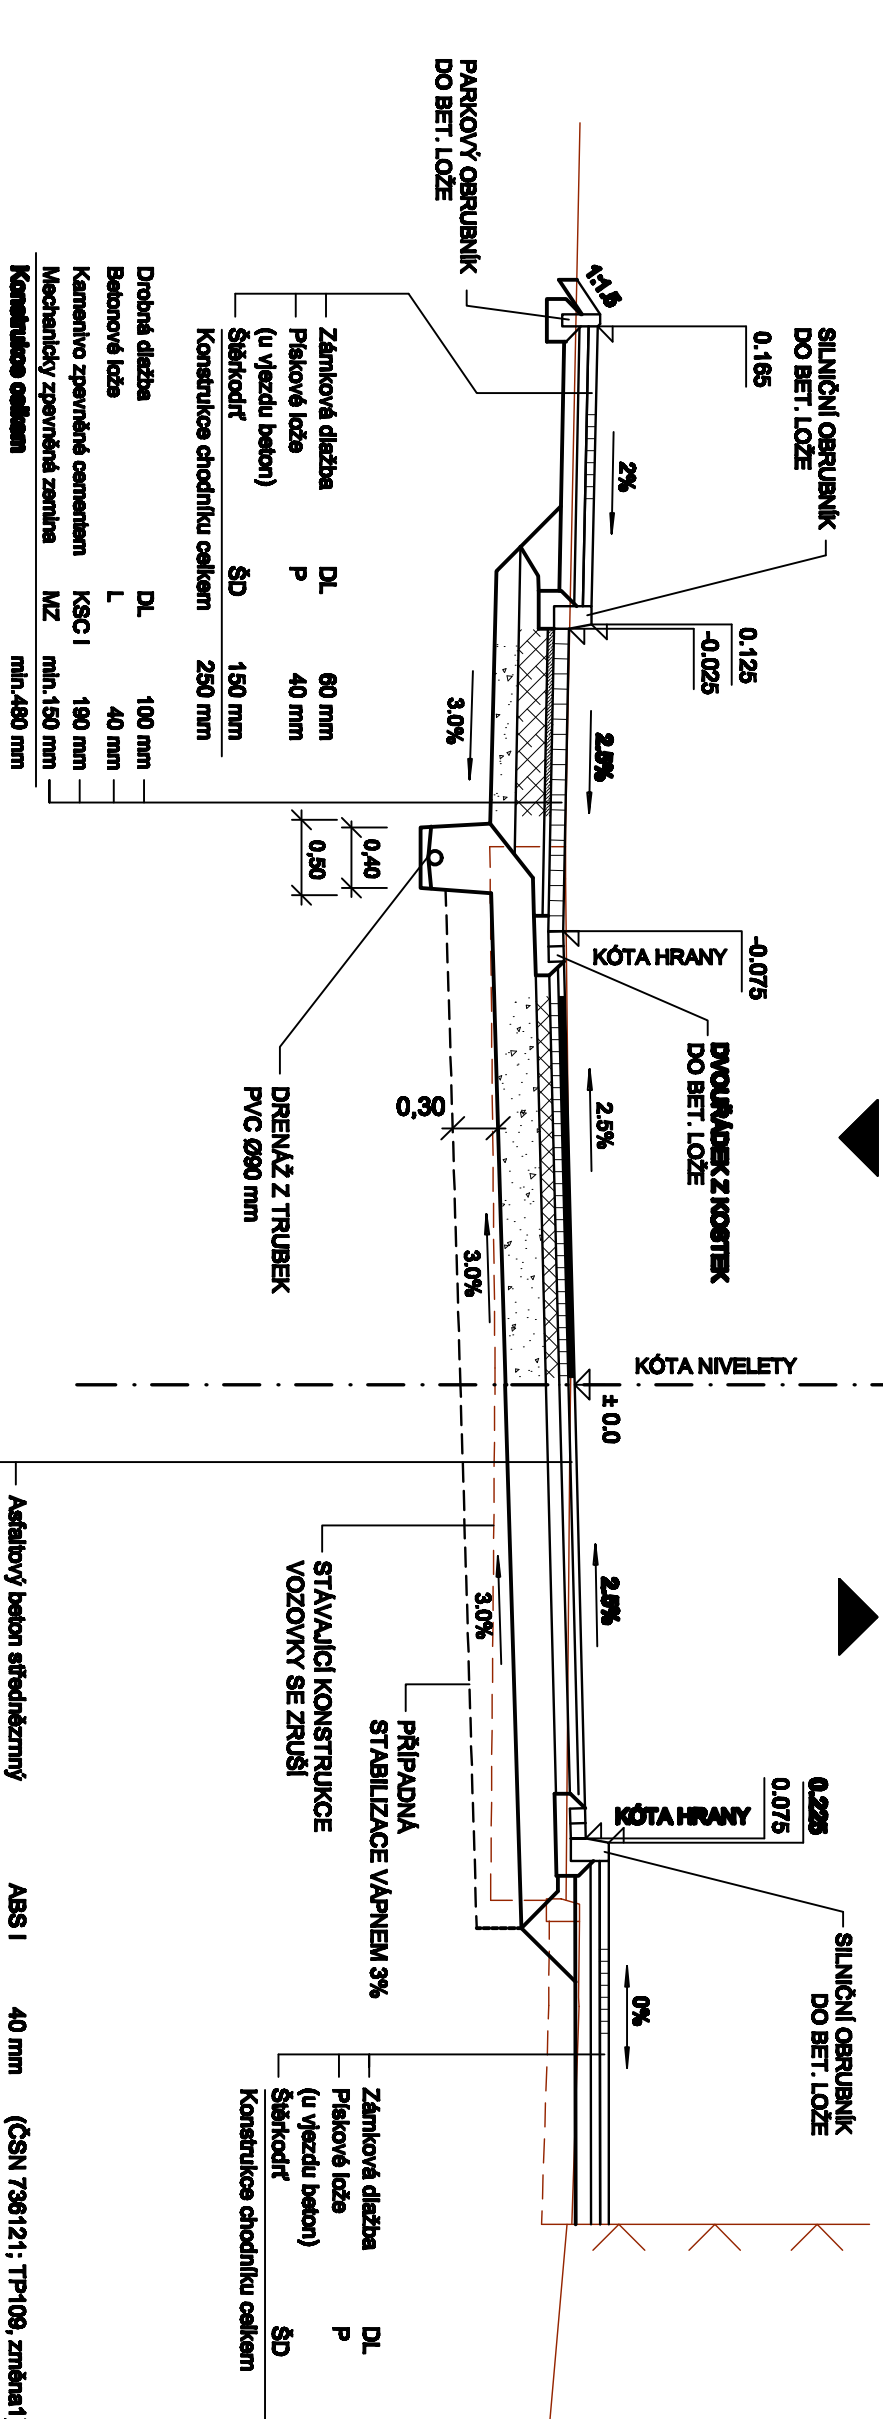 SILNIČNÍ OBRUBNÍK
DO BET. LOŽE
0.165
0.125
-0.025
-0.075
KÓTA HRANY
DVOUŘÁDEK Z KOSTEK
DO BET. LOŽE
KÓTA NIVELETY
± 0.0
0.225
0.075
KÓTA HRANY
SILNIČNÍ OBRUBNÍK
DO BET. LOŽE
PARKOVÝ OBRUBNÍK
DO BET. LOŽE
1:1.5
2%
2.5%
2.5%
2.5%
0%
3.0%
3.0%
3.0%
0,40
0,50
0,30
DRENÁŽ Z TRUBEK
PVC Ø90 mm
STÁVAJÍCÍ KONSTRUKCE
VOZOVKY SE ZRUŠÍ
PŘÍPADNÁ
STABILIZACE VÁPNEM 3%
Zámková dlažba DL 60 mm
Pískové lože P 40 mm
(u vjezdu beton)
Štěrkodrť ŠD 150 mm
Konstrukce chodníku celkem 250 mm
Drobná dlažba DL 100 mm
Betonové lože L 40 mm
Kamenivo zpevněné cementem KSC I 190 mm
Mechanicky zpevněná zemina MZ min.150 mm
Konstrukce celkem min.480 mm
Zámková dlažba DL
Pískové lože P
(u vjezdu beton)
Štěrkodrť ŠD
Konstrukce chodníku celkem
Asfaltový beton střednězrnný ABS I 40 mm (ČSN 736121; TP109, změna1